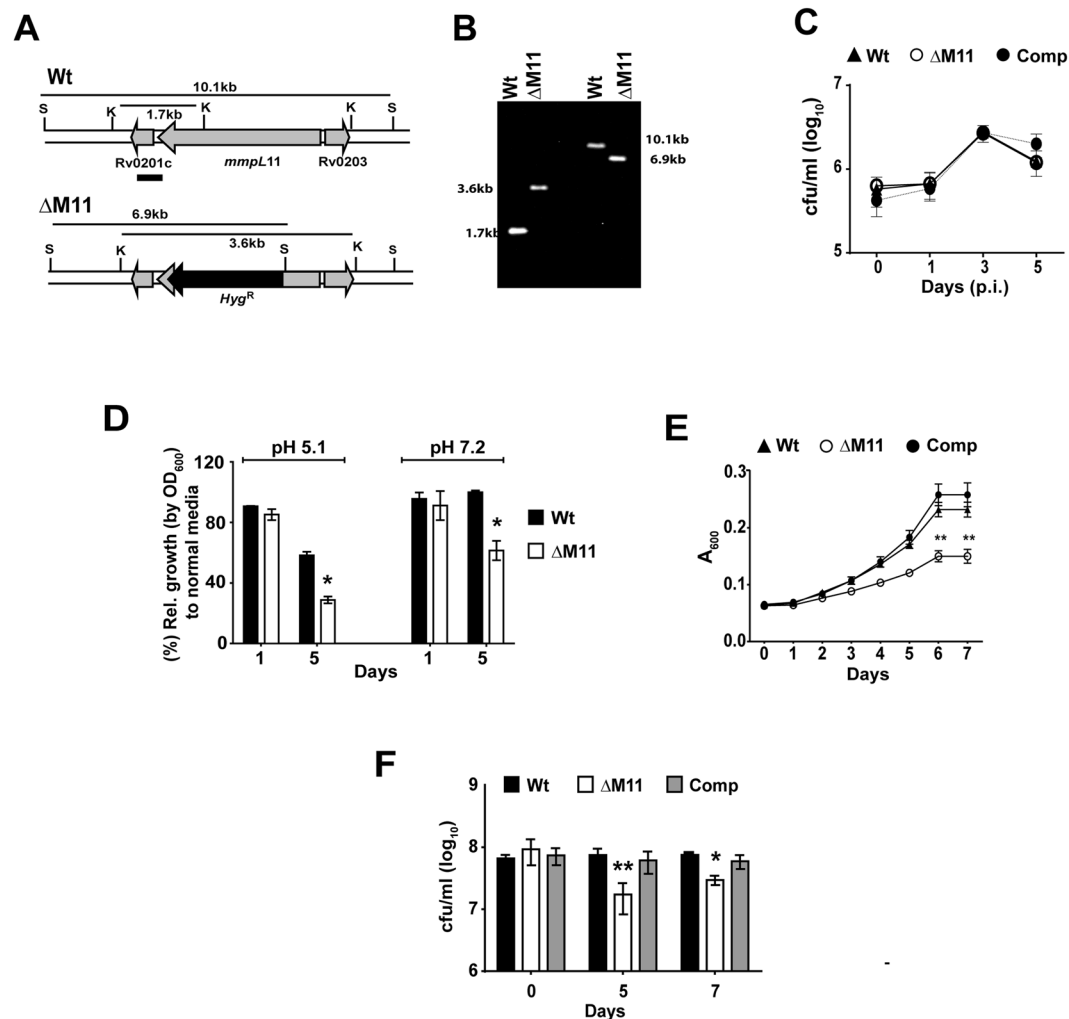 A
Wt
10.1kb
S K K K S
1.7kb
Rv0201c mmpL11 Rv0203
ΔM11
6.9kb
3.6kb
S K S K S
Hyg^R
B
Wt ΔM11 Wt ΔM11
10.1kb
6.9kb
3.6kb
1.7kb
C
Wt ΔM11 Comp
cfu/ml (log₁₀)
7
6
5
0 1 3 5
Days (p.i.)
D
pH 5.1 pH 7.2
(%) Rel. growth (by OD₆₀₀)
to normal media
120
80
40
0
* *
Wt
ΔM11
1 5 1 5
Days
E
Wt ΔM11 Comp
A₆₀₀
0.3
0.2
0.1
0.0
** **
0 1 2 3 4 5 6 7
Days
F
Wt ΔM11 Comp
cfu/ml (log₁₀)
9
8
7
6
** *
0 5 7
Days
-